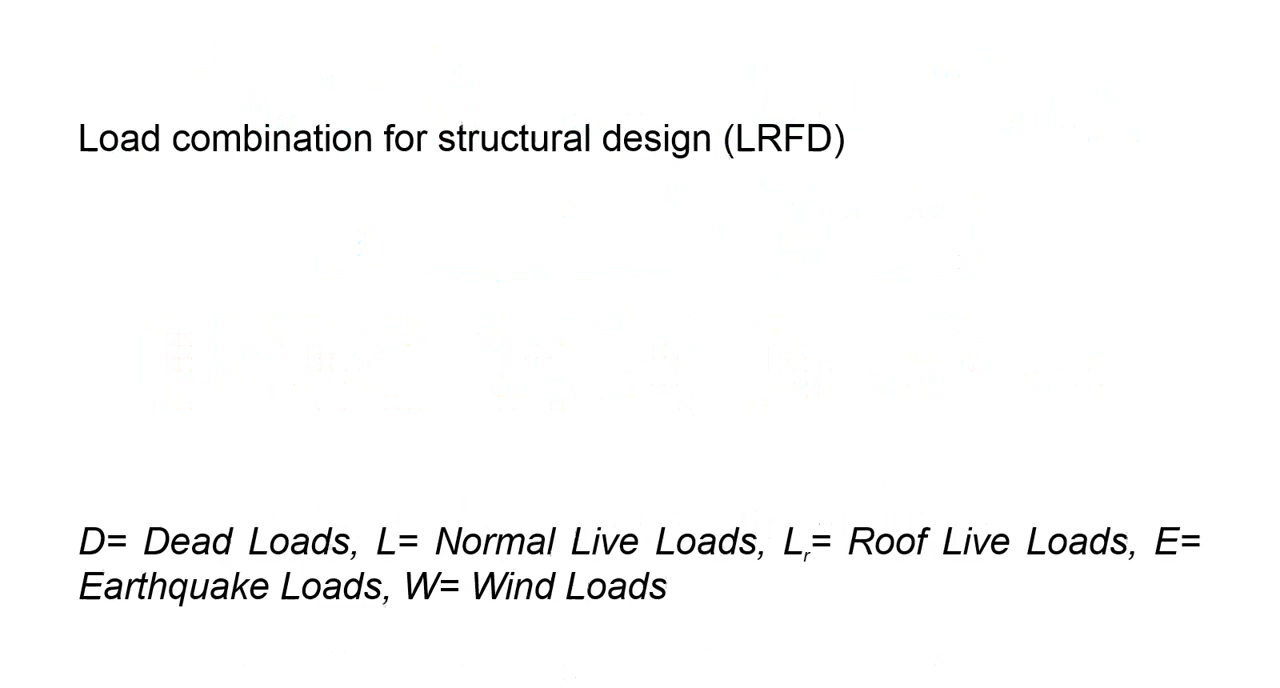 Load combination for structural design (LRFD)
D= Dead Loads, L= Normal Live Loads, Lr= Roof Live Loads, E=
Earthquake Loads, W= Wind Loads